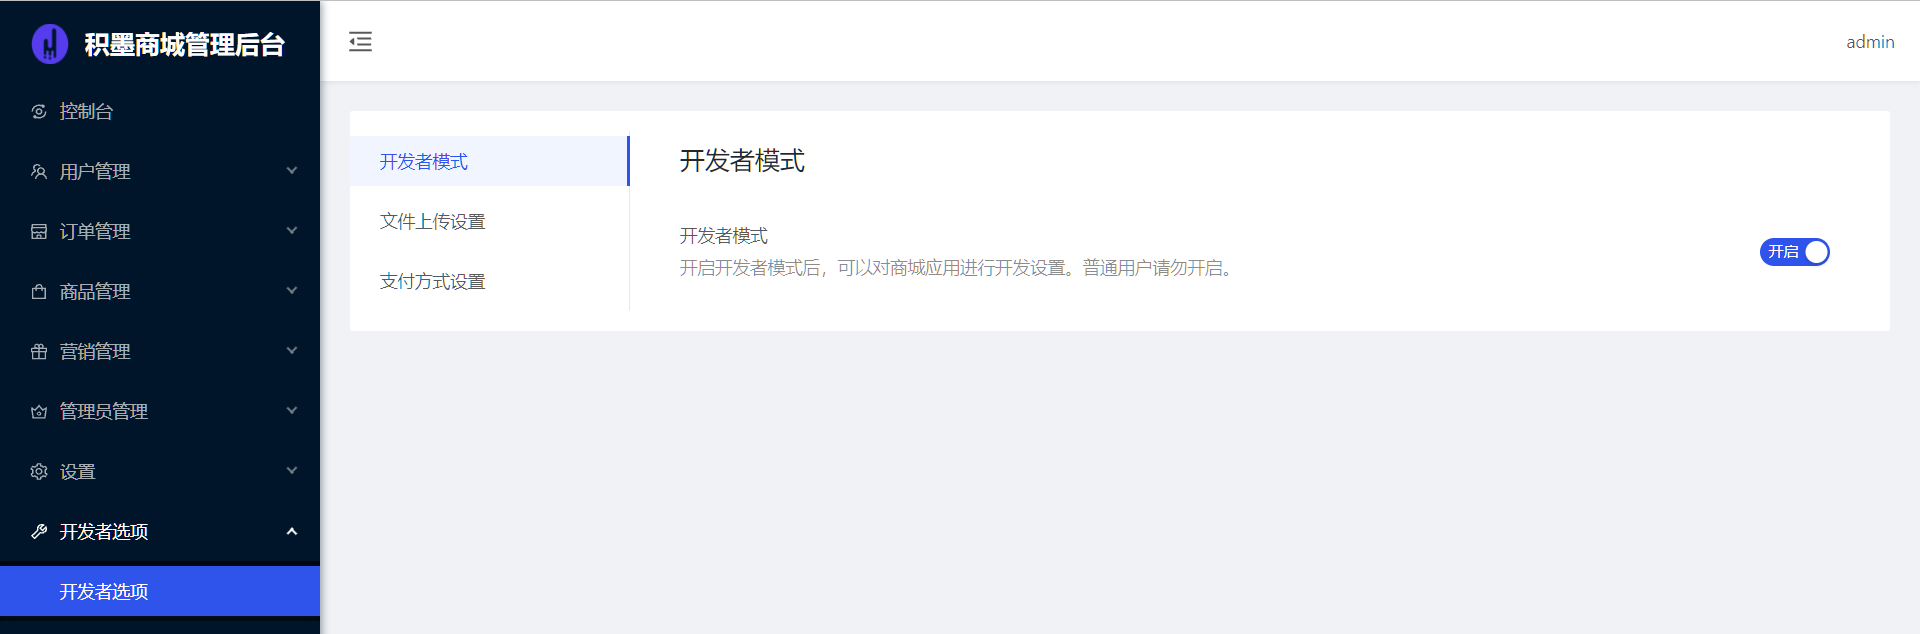 积墨商城管理后台
控制台
用户管理
订单管理
商品管理
营销管理
管理员管理
设置
开发者选项
开发者选项
admin
开发者模式
文件上传设置
支付方式设置
开发者模式
开发者模式
开启开发者模式后，可以对商城应用进行开发设置。普通用户请勿开启。
开启